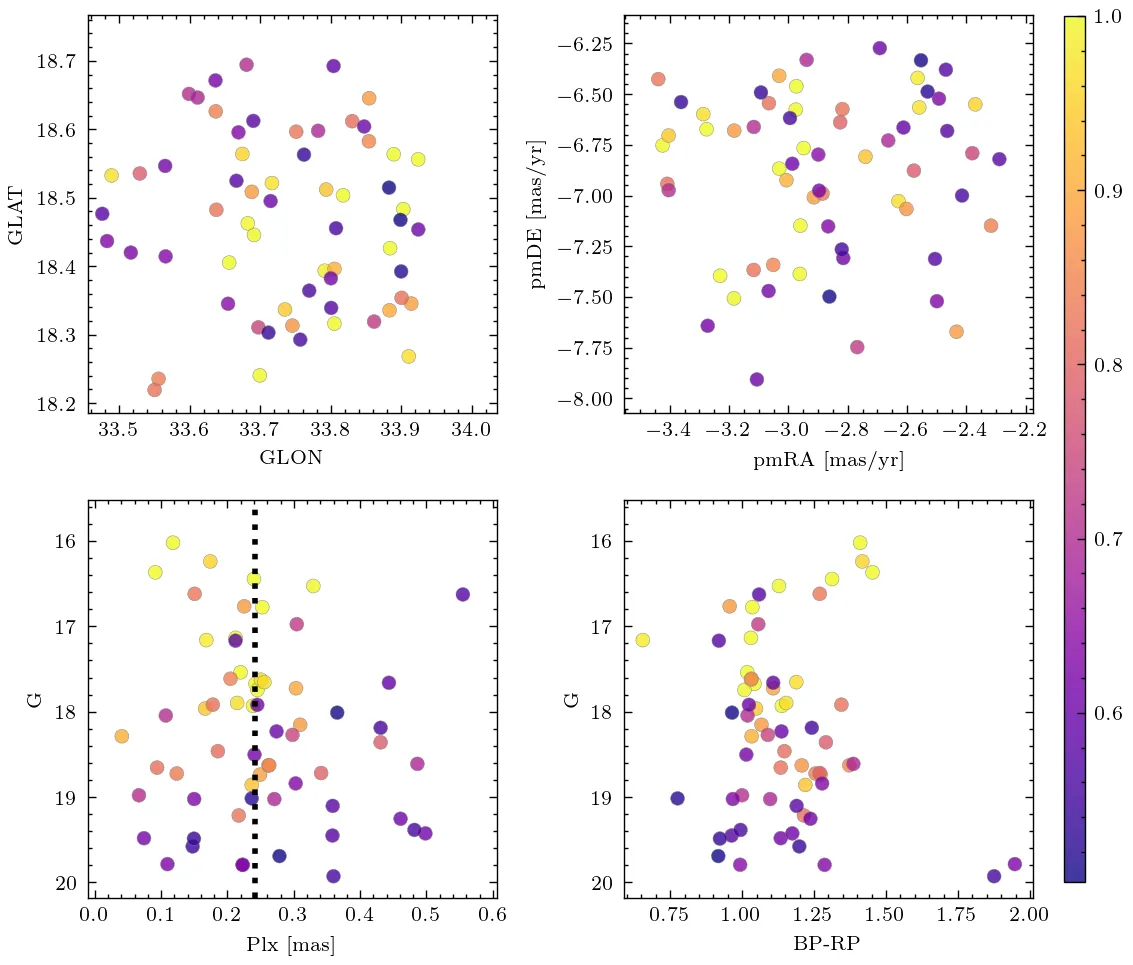 18.7
18.6
18.5
18.4
18.3
18.2
GLAT
33.5 33.6 33.7 33.8 33.9 34.0
GLON
−6.25
−6.50
−6.75
−7.00
−7.25
−7.50
−7.75
−8.00
pmDE [mas/yr]
−3.4 −3.2 −3.0 −2.8 −2.6 −2.4 −2.2
pmRA [mas/yr]
1.0
0.9
0.8
0.7
0.6
16
17
18
19
20
G
0.0 0.1 0.2 0.3 0.4 0.5 0.6
Plx [mas]
16
17
18
19
20
G
0.75 1.00 1.25 1.50 1.75 2.00
BP-RP